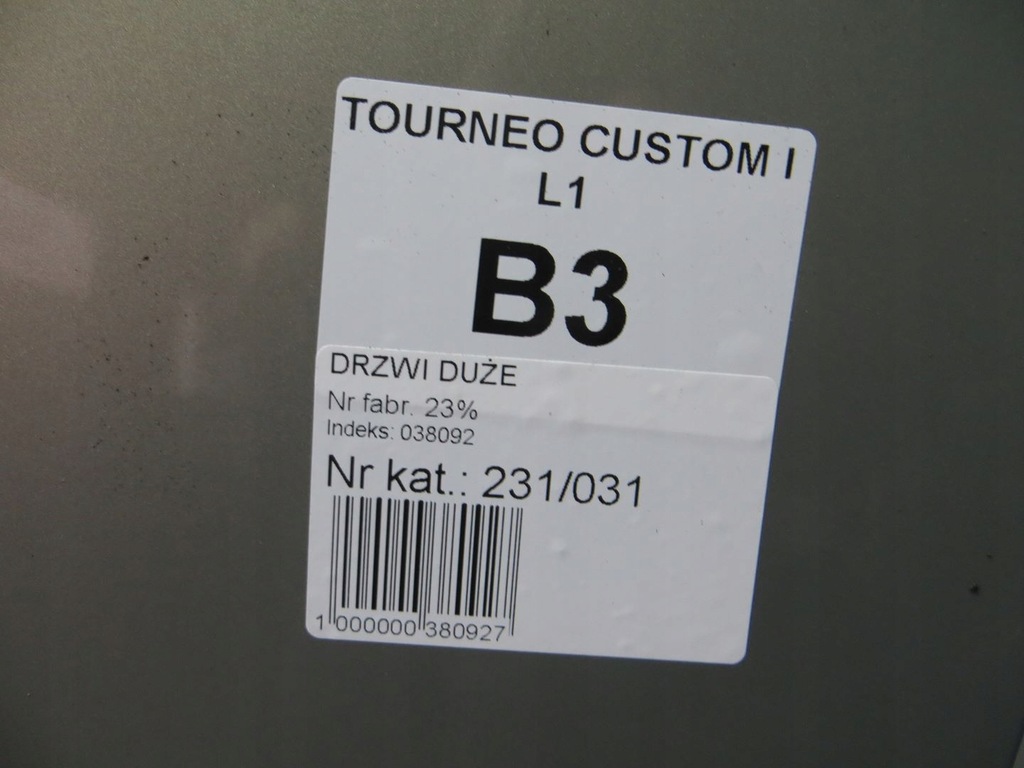 TOURNEO CUSTOM I
L1
B3
DRZWI DUŻE
Nr fabr. 23%
Indeks: 038092
Nr kat.: 231/031
1 000000 380927